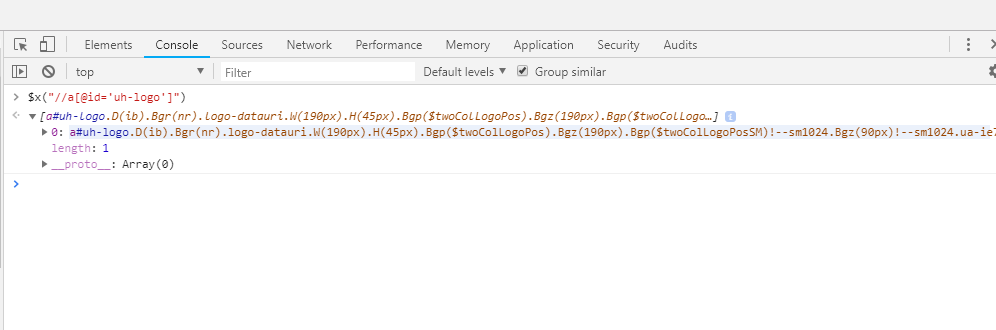 Elements Console Sources Network Performance Memory Application Security Audits
top Filter Default levels Group similar
> $x("//a[@id='uh-logo']")
[a#uh-logo.D(ib).Bgr(nr).logo-datauri.W(190px).H(45px).Bgp($twoColLogoPos).Bgz(190px).Bgp($twoColLogo…] i
0: a#uh-logo.D(ib).Bgr(nr).logo-datauri.W(190px).H(45px).Bgp($twoColLogoPos).Bgz(190px).Bgp($twoColLogoPosSM)!--sm1024.Bgz(90px)!--sm1024.ua-ie7
length: 1
__proto__: Array(0)
>